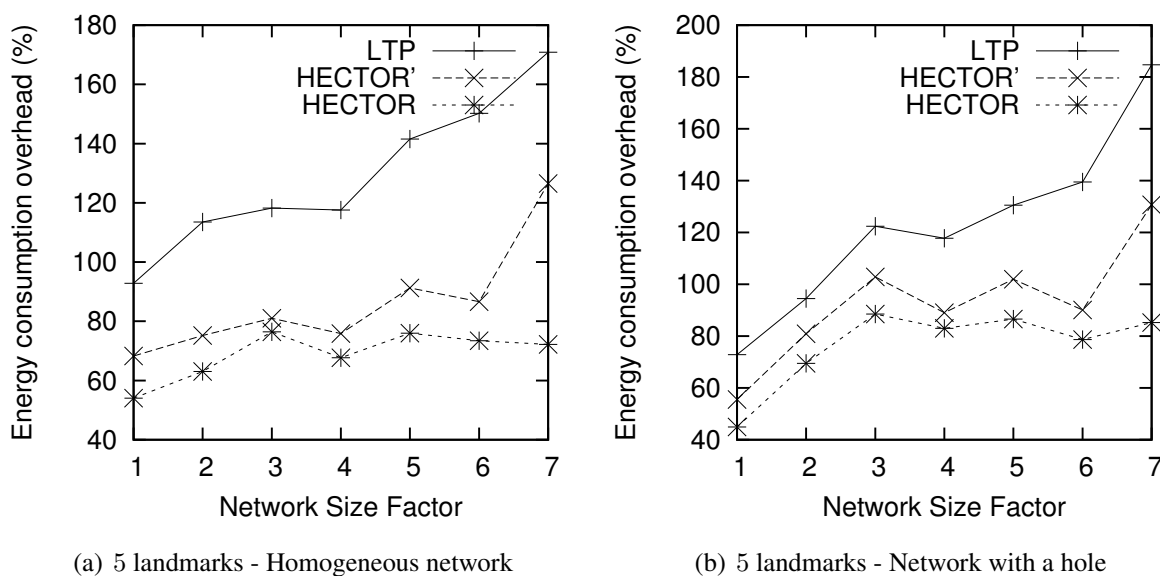 Energy consumption overhead (%)
180
160
140
120
100
80
60
40
LTP
HECTOR'
HECTOR
1 2 3 4 5 6 7
Network Size Factor
(a) 5 landmarks - Homogeneous network
Energy consumption overhead (%)
200
180
160
140
120
100
80
60
40
LTP
HECTOR'
HECTOR
1 2 3 4 5 6 7
Network Size Factor
(b) 5 landmarks - Network with a hole